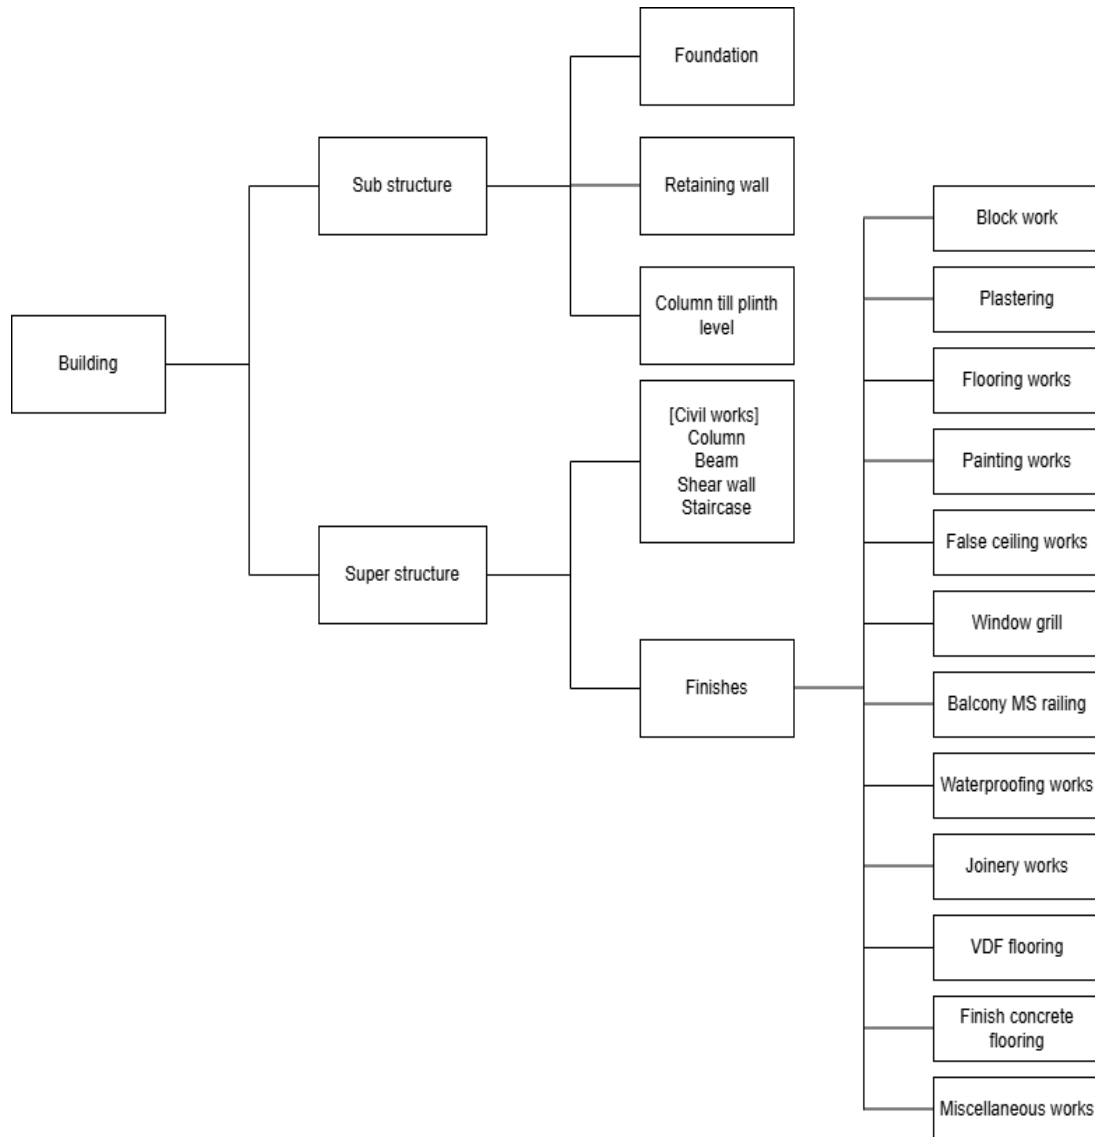 Building
Sub structure
Foundation
Retaining wall
Column till plinth
level
Super structure
[Civil works]
Column
Beam
Shear wall
Staircase
Finishes
Block work
Plastering
Flooring works
Painting works
False ceiling works
Window grill
Balcony MS railing
Waterproofing works
Joinery works
VDF flooring
Finish concrete
flooring
Miscellaneous works